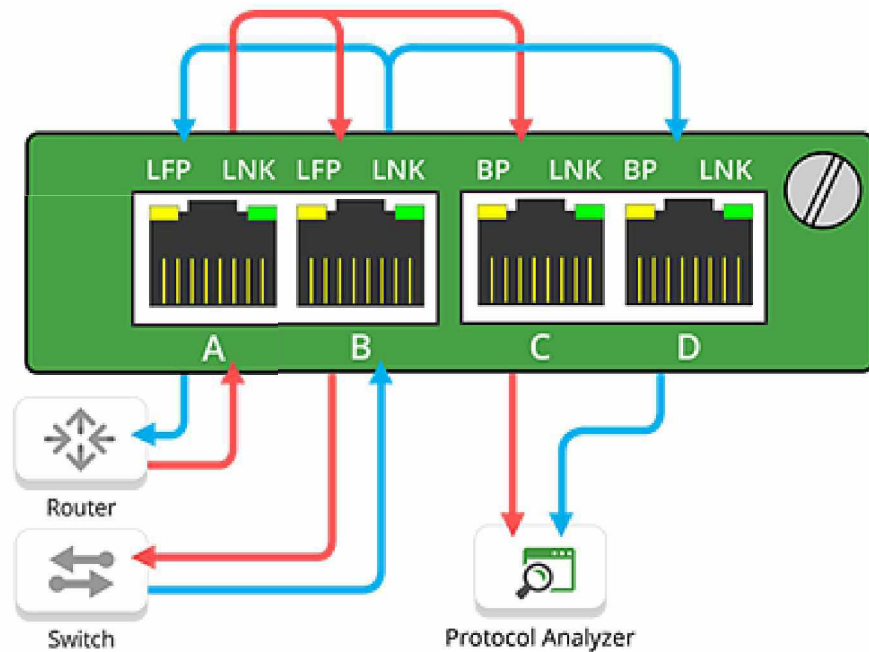 LFP LNK LFP LNK BP LNK BP LNK
A B C D
Router
Switch
Protocol Analyzer